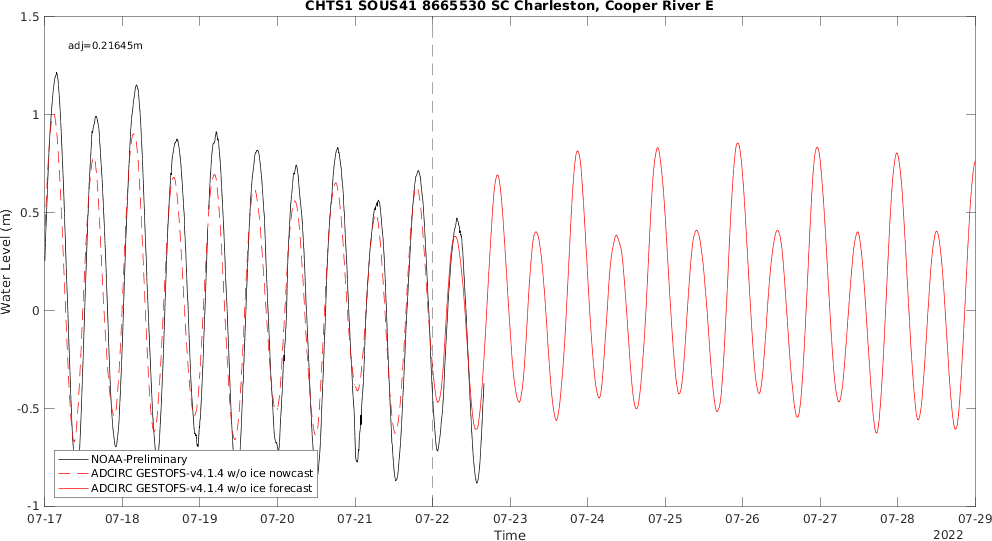 CHTS1 SOUS41 8665530 SC Charleston, Cooper River E
adj=0.21645m
Water Level (m)
1.5
1
0.5
0
-0.5
-1
NOAA-Preliminary
ADCIRC GESTOFS-v4.1.4 w/o ice nowcast
ADCIRC GESTOFS-v4.1.4 w/o ice forecast
07-17 07-18 07-19 07-20 07-21 07-22 07-23 07-24 07-25 07-26 07-27 07-28 07-29
Time
2022